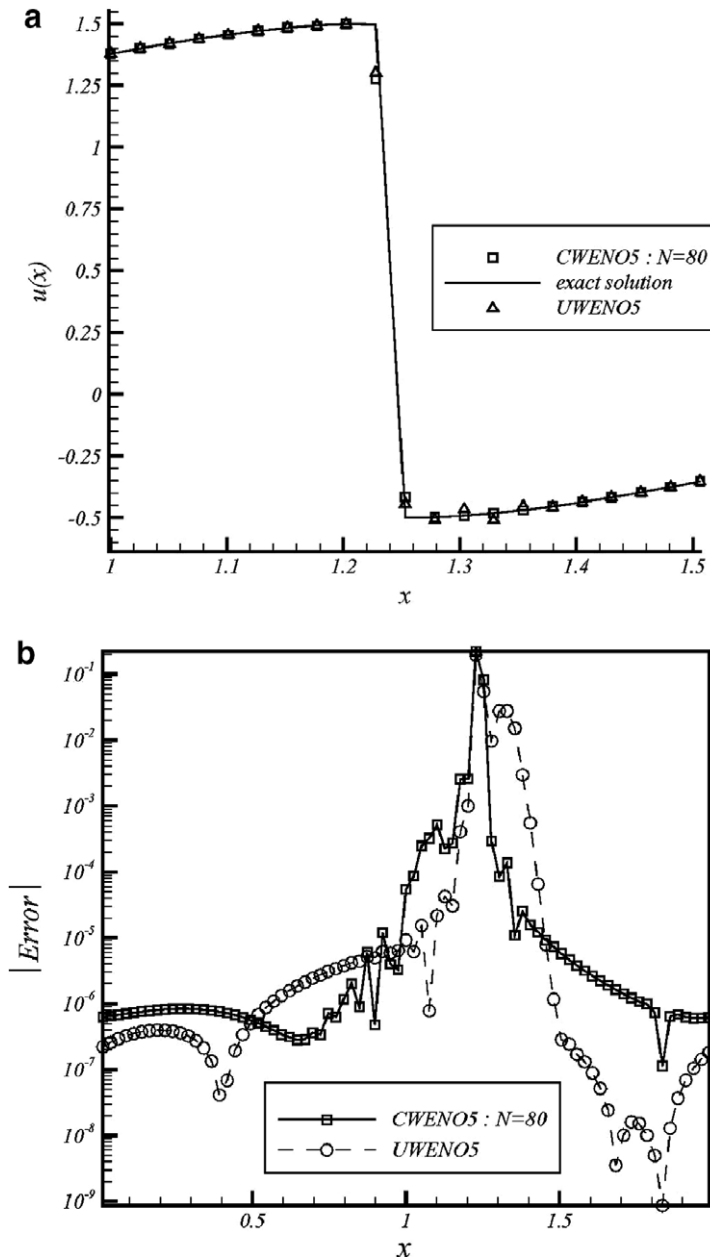 a
1.5
1.25
1
0.75
0.5
0.25
0
-0.25
-0.5
u(x)
CWENO5 : N=80
exact solution
UWENO5
1
1.1
1.2
1.3
1.4
1.5
x
b
10^-1
10^-2
10^-3
10^-4
10^-5
10^-6
10^-7
10^-8
10^-9
|Error|
CWENO5 : N=80
UWENO5
0.5
1
1.5
x